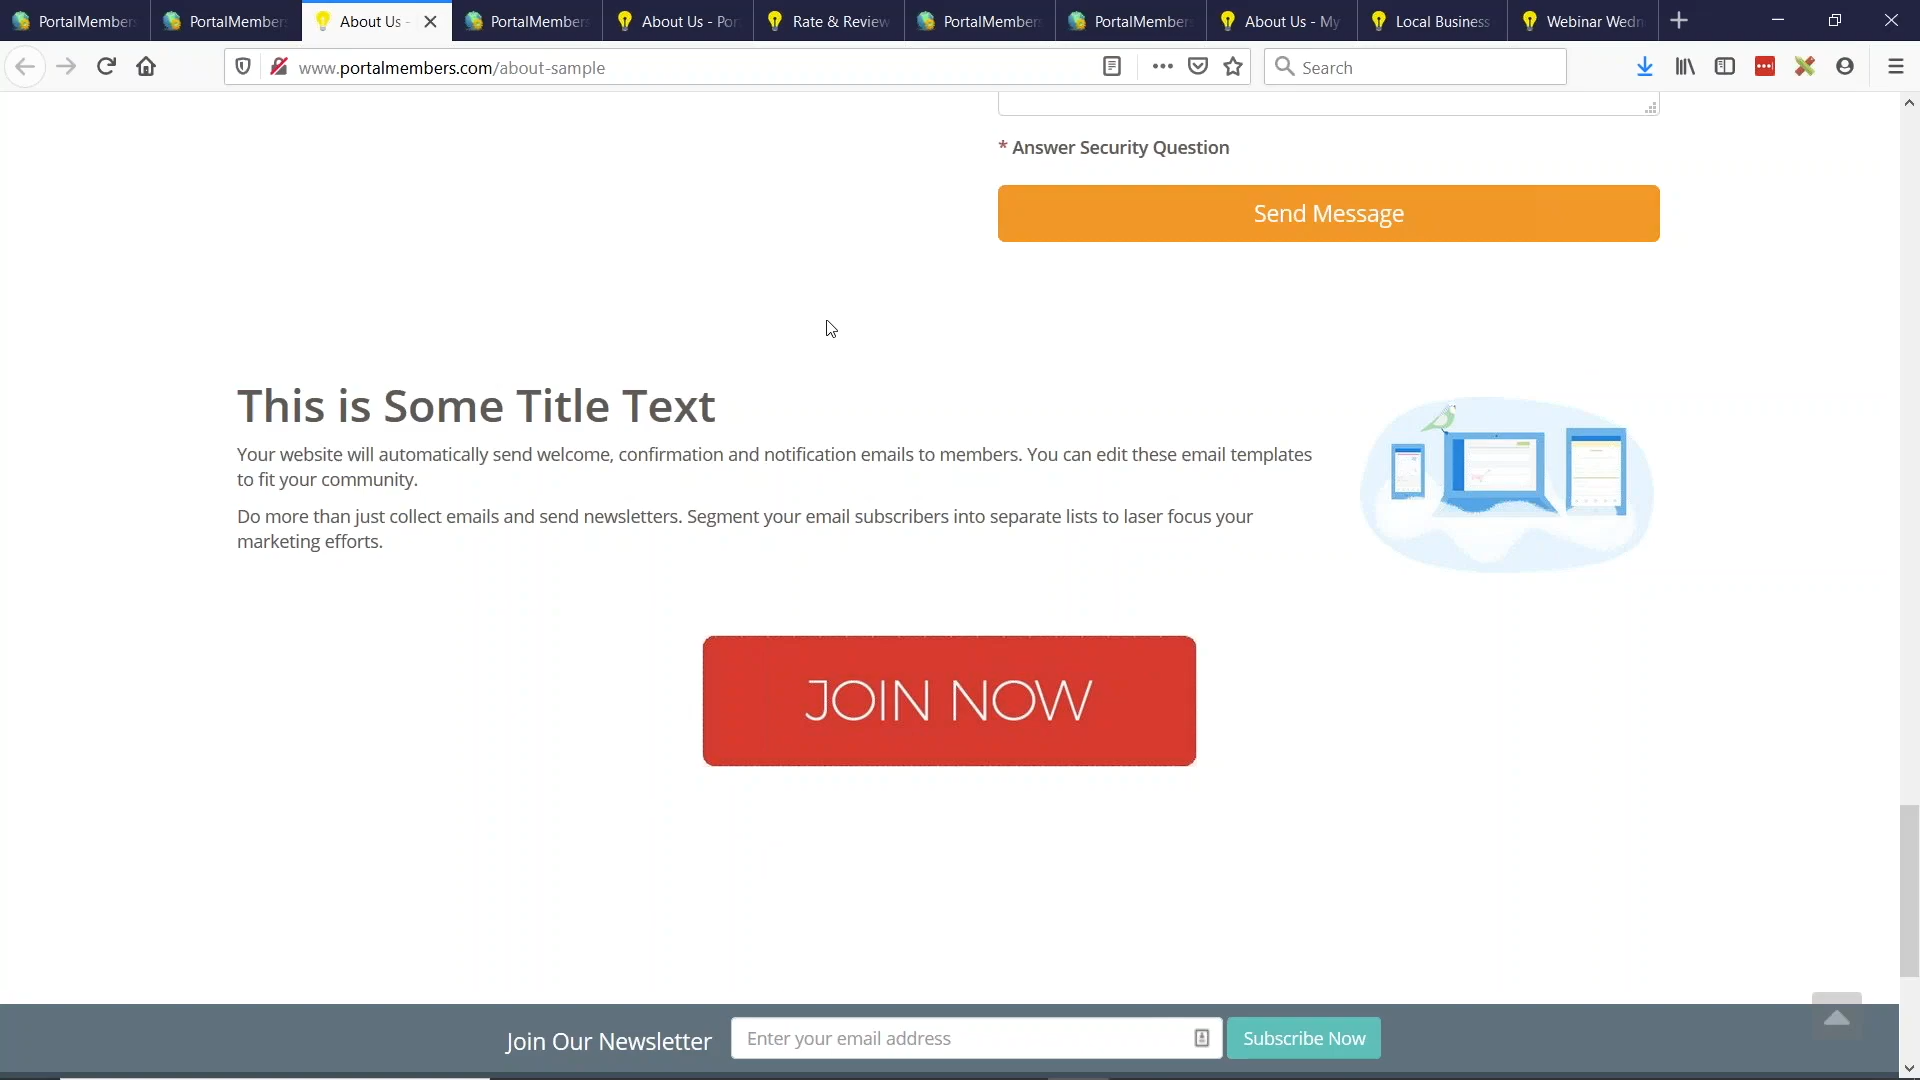 PortalMembers
PortalMembers
About Us -
PortalMembers
About Us - Por
Rate & Review
PortalMember
PortalMembers
About Us - My
Local Business
Webinar Wedn
www.portalmembers.com/about-sample
Search
* Answer Security Question
Send Message
This is Some Title Text
Your website will automatically send welcome, confirmation and notification emails to members. You can edit these email templates
to fit your community.
Do more than just collect emails and send newsletters. Segment your email subscribers into separate lists to laser focus your
marketing efforts.
JOIN NOW
Join Our Newsletter
Enter your email address
Subscribe Now